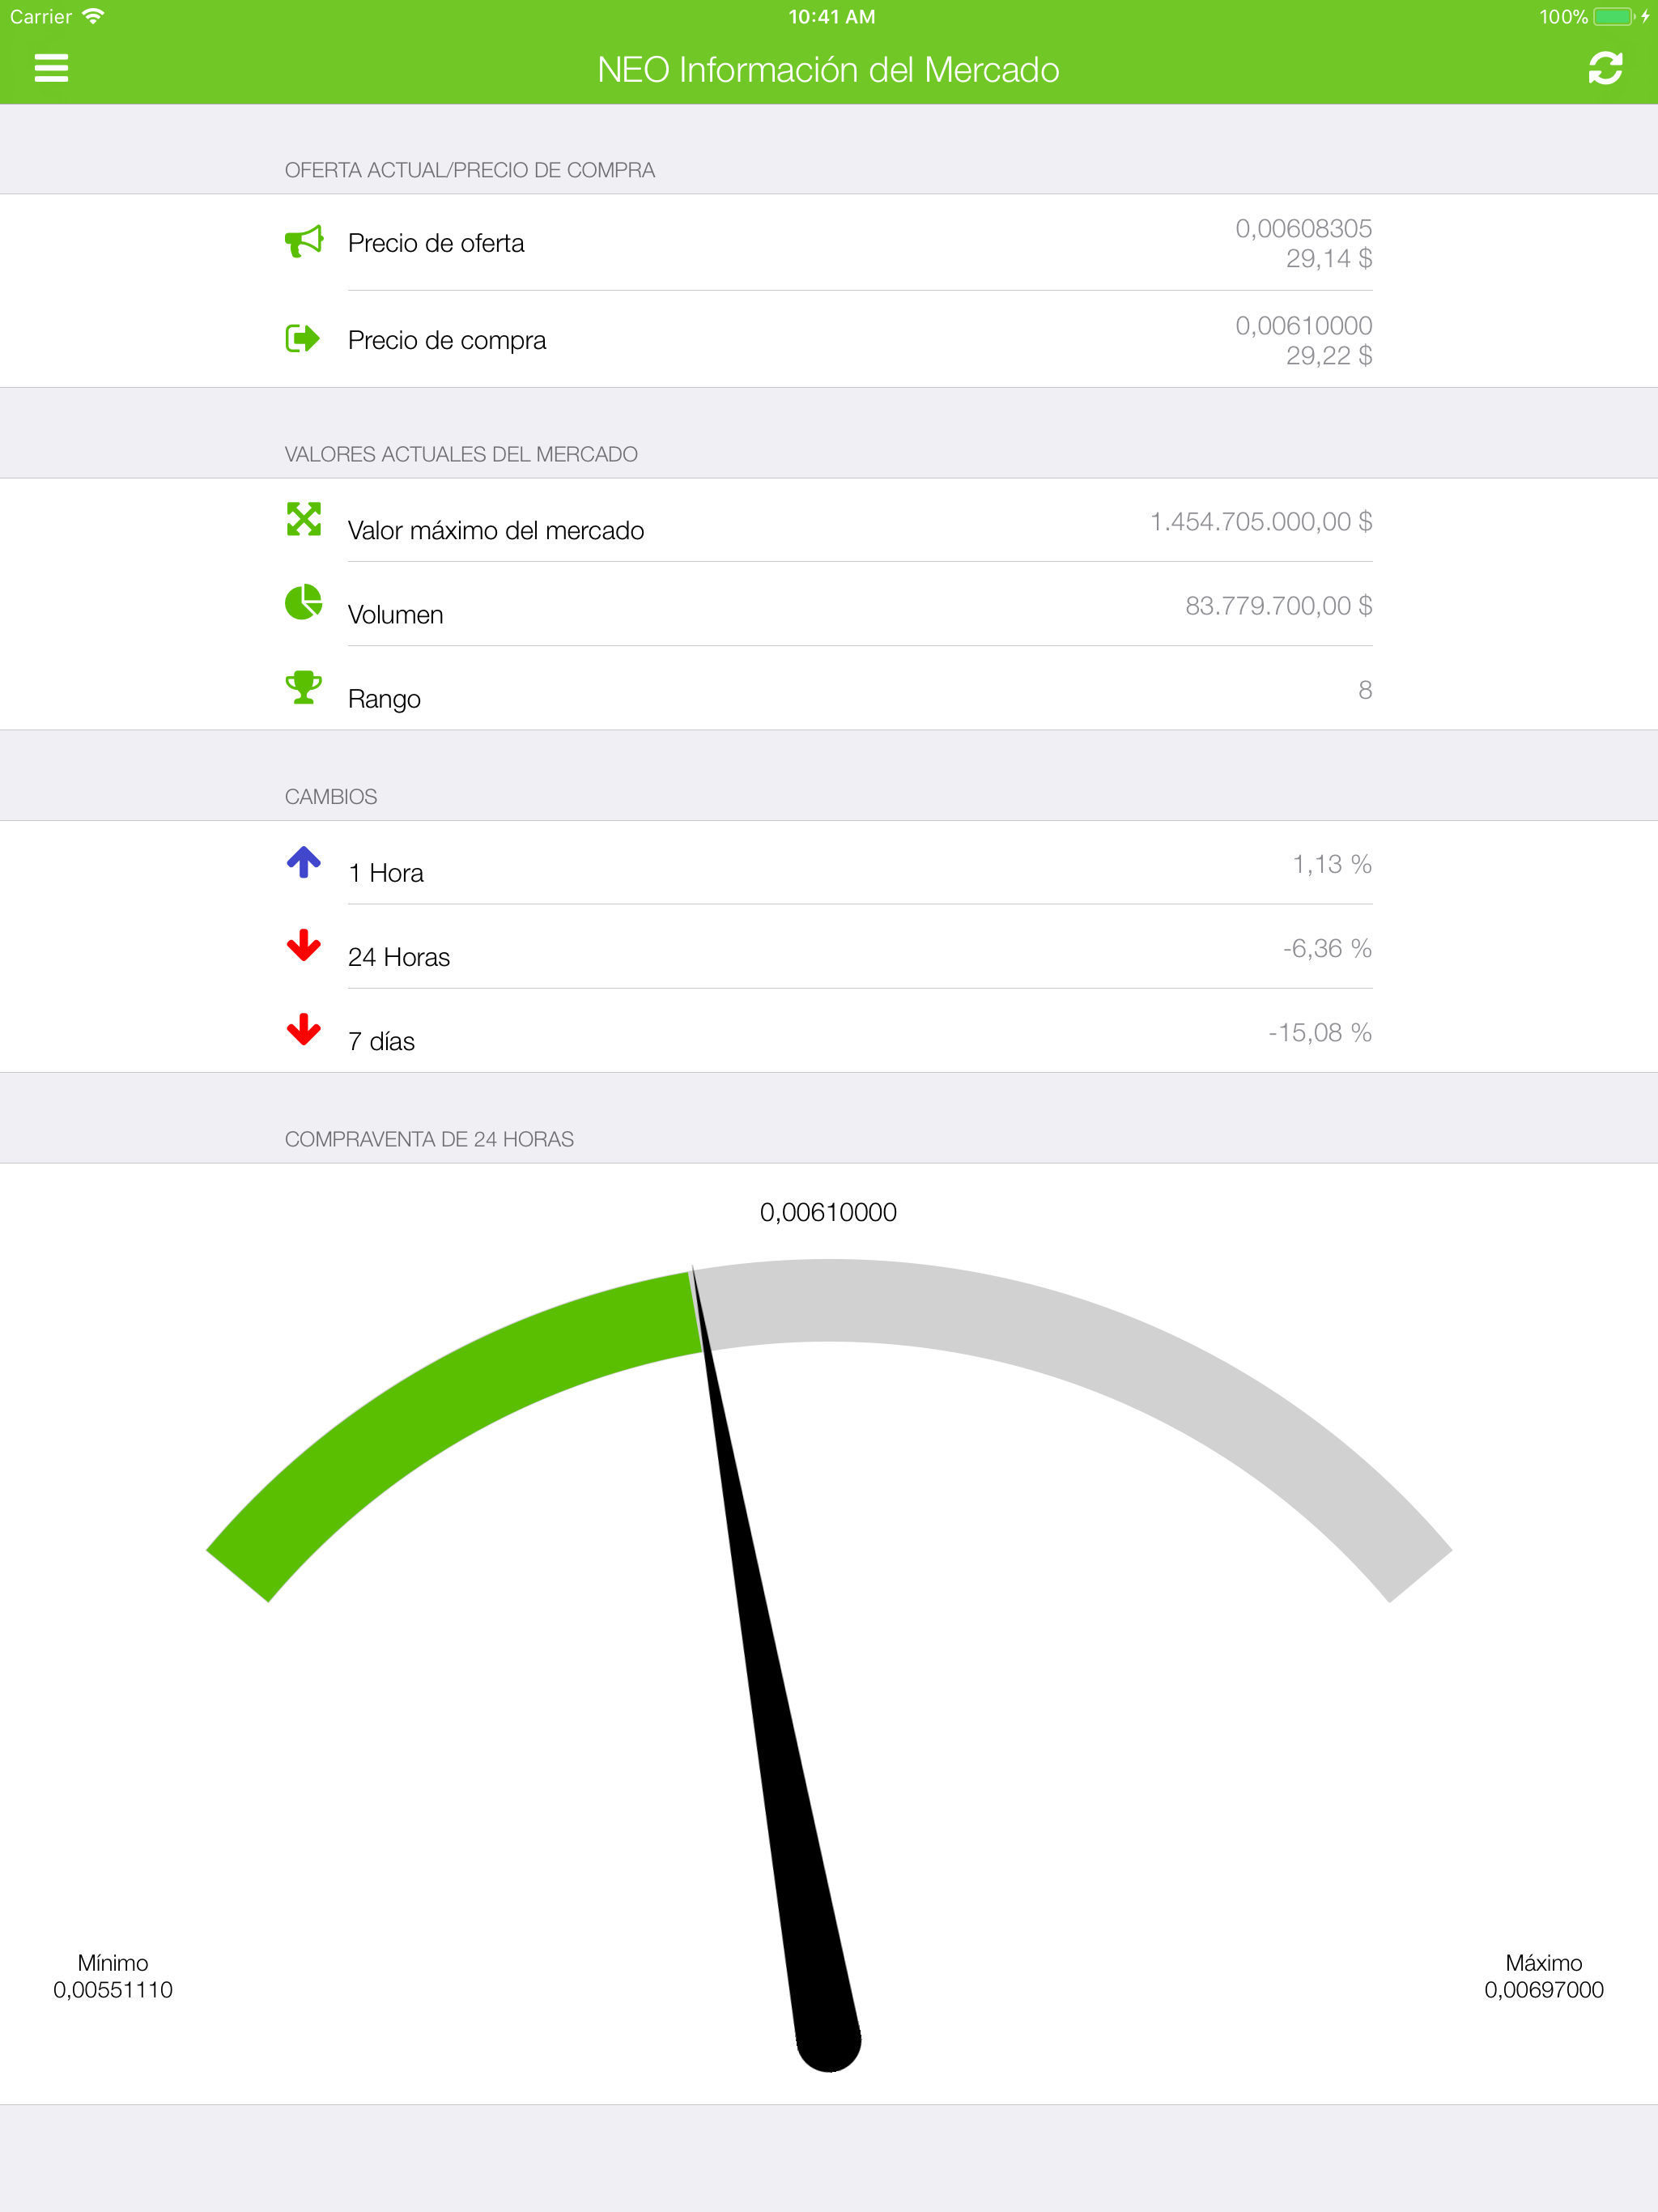 Carrier
10:41 AM
100%
NEO Información del Mercado
OFERTA ACTUAL/PRECIO DE COMPRA
Precio de oferta
0,00608305
29,14 $
Precio de compra
0,00610000
29,22 $
VALORES ACTUALES DEL MERCADO
Valor máximo del mercado
1.454.705.000,00 $
Volumen
83.779.700,00 $
Rango
8
CAMBIOS
1 Hora
1,13 %
24 Horas
-6,36 %
7 días
-15,08 %
COMPRAVENTA DE 24 HORAS
0,00610000
Mínimo
0,00551110
Máximo
0,00697000